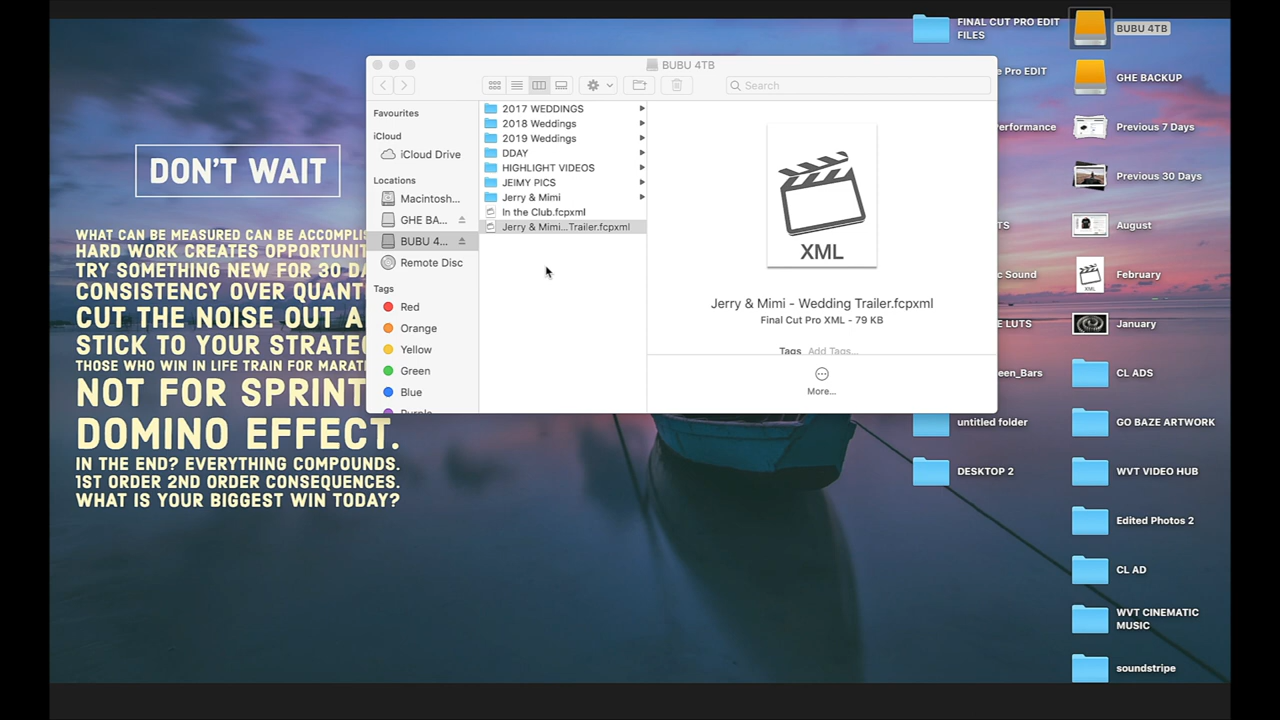 FINAL CUT PRO EDIT
FILES
BUBU 4TB
BUBU 4TB
Search
e Pro EDIT
GHE BACKUP
Favourites
iCloud
iCloud Drive
Locations
Macintosh...
GHE BA...
BUBU 4...
Remote Disc
Tags
Red
Orange
Yellow
Green
Blue
Purple
2017 WEDDINGS
2018 Weddings
2019 Weddings
DDAY
HIGHLIGHT VIDEOS
JEIMY PICS
Jerry & Mimi
In the Club.fcpxml
Jerry & Mimi...Trailer.fcpxml
XML
Jerry & Mimi - Wedding Trailer.fcpxml
Final Cut Pro XML - 79 KB
Tags Add Tags...
More...
Performance
Previous 7 Days
Previous 30 Days
TS
August
c Sound
XML
February
E LUTS
January
een_Bars
CL ADS
untitled folder
GO BAZE ARTWORK
DESKTOP 2
WVT VIDEO HUB
Edited Photos 2
CL AD
WVT CINEMATIC
MUSIC
soundstripe
DON'T WAIT
WHAT CAN BE MEASURED CAN BE ACCOMPLIS
HARD WORK CREATES OPPORTUNIT
TRY SOMETHING NEW FOR 30 DA
CONSISTENCY OVER QUANT
CUT THE NOISE OUT A
STICK TO YOUR STRATEG
THOSE WHO WIN IN LIFE TRAIN FOR MARAT
NOT FOR SPRINT
DOMINO EFFECT.
IN THE END? EVERYTHING COMPOUNDS.
1ST ORDER 2ND ORDER CONSEQUENCES.
WHAT IS YOUR BIGGEST WIN TODAY?